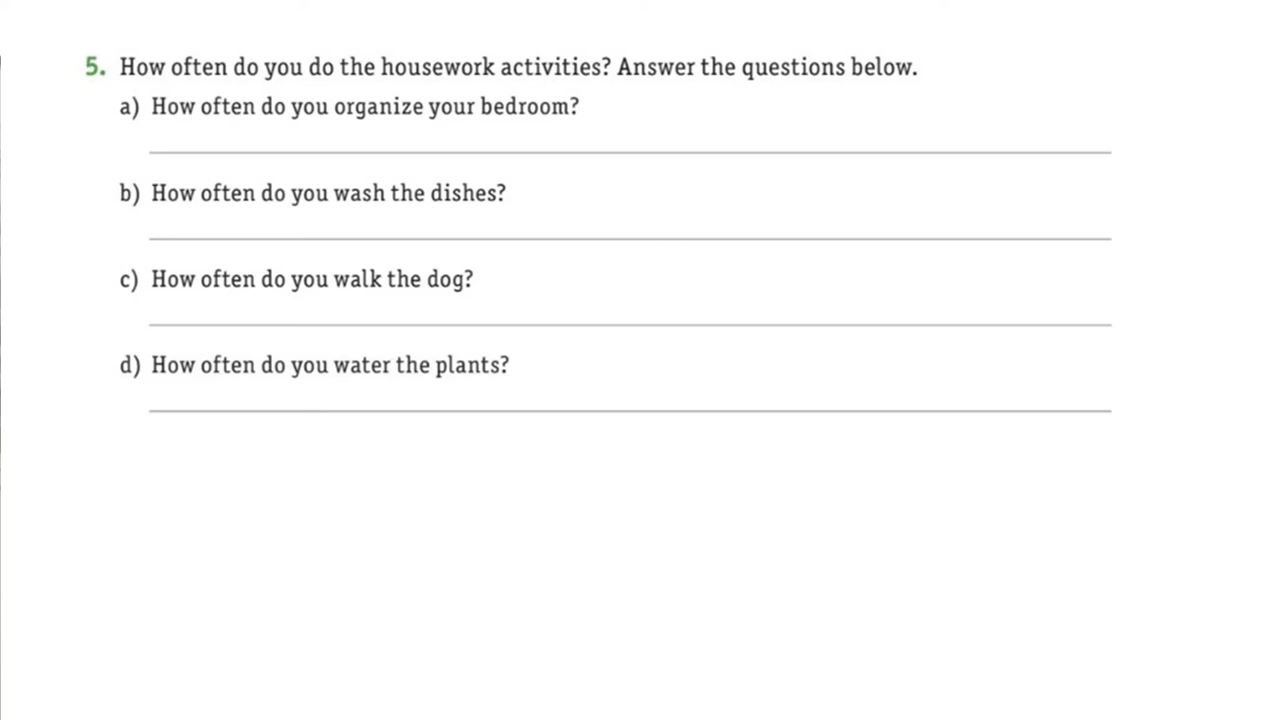 5. How often do you do the housework activities? Answer the questions below.
a) How often do you organize your bedroom?
b) How often do you wash the dishes?
c) How often do you walk the dog?
d) How often do you water the plants?